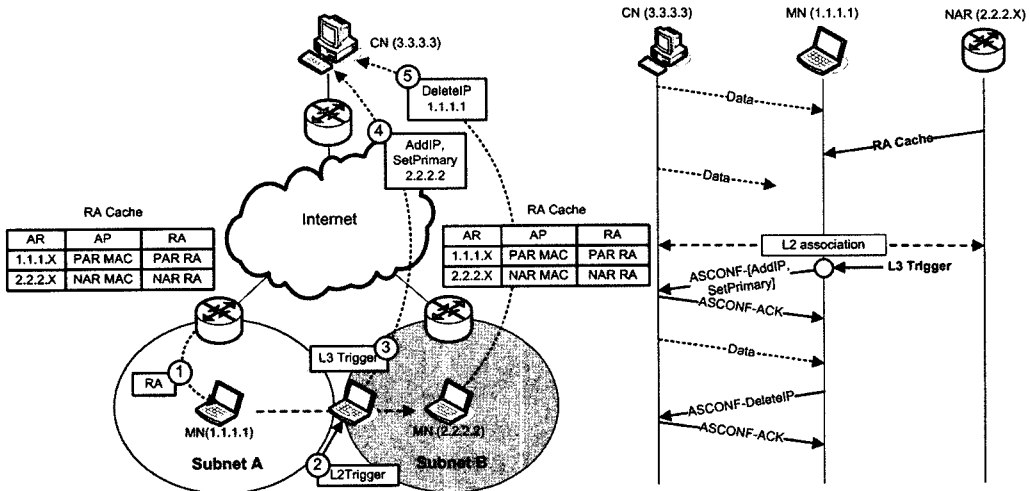 CN (3.3.3.3)
5
DeleteIP
1.1.1.1
4
AddIP,
SetPrimary
2.2.2.2
Internet
RA Cache
AR AP RA
1.1.1.X PAR MAC PAR RA
2.2.2.X NAR MAC NAR RA
RA Cache
AR AP RA
1.1.1.X PAR MAC PAR RA
2.2.2.X NAR MAC NAR RA
1
RA
L3 Trigger
3
MN(1.1.1.1)
MN (2.2.2.2)
Subnet A
2
L2Trigger
Subnet B
CN (3.3.3.3)
MN (1.1.1.1)
NAR (2.2.2.X)
Data
RA Cache
Data
L2 association
L3 Trigger
ASCONF-[AddIP,
SetPrimary]
ASCONF-ACK
Data
ASCONF-DeleteIP
ASCONF-ACK